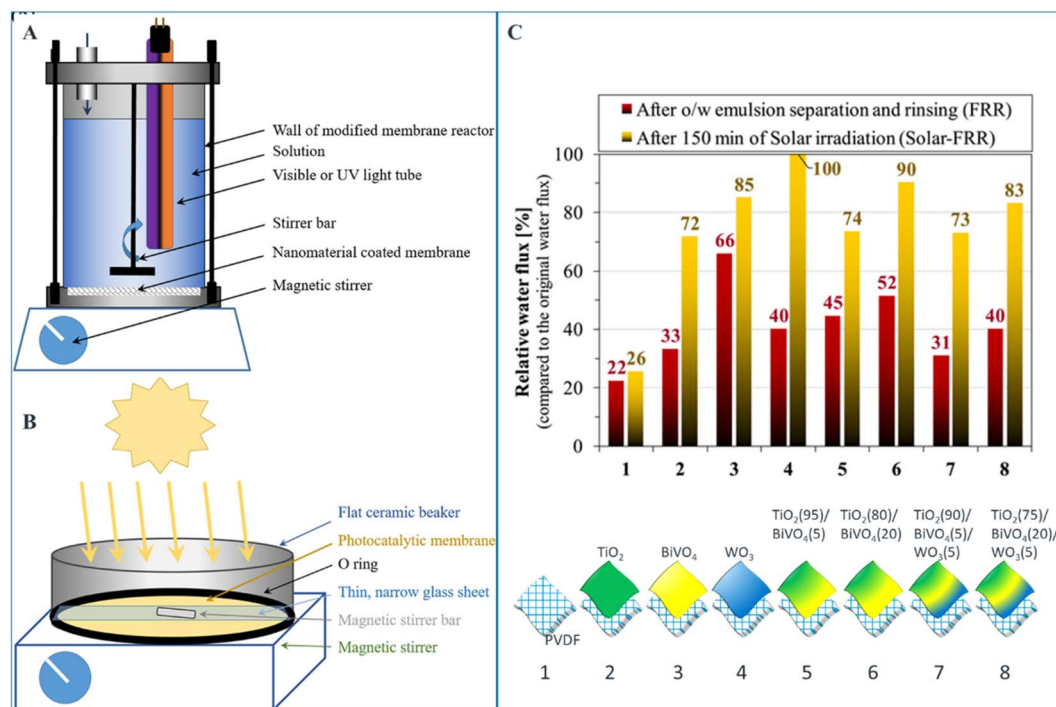 A
Wall of modified membrane reactor
Solution
Visible or UV light tube
Stirrer bar
Nanomaterial coated membrane
Magnetic stirrer
B
Flat ceramic beaker
Photocatalytic membrane
O ring
Thin, narrow glass sheet
Magnetic stirrer bar
Magnetic stirrer
C
After o/w emulsion separation and rinsing (FRR)
After 150 min of Solar irradiation (Solar-FRR)
Relative water flux [%]
(compared to the original water flux)
100
80
60
40
20
0
22
26
33
72
66
85
40
100
45
74
52
90
31
73
40
83
1 2 3 4 5 6 7 8
PVDF
TiO2
BiVO4
WO3
TiO2(95)/
BiVO4(5)
TiO2(80)/
BiVO4(20)
TiO2(90)/
BiVO4(5)/
WO3(5)
TiO2(75)/
BiVO4(20)/
WO3(5)
1 2 3 4 5 6 7 8